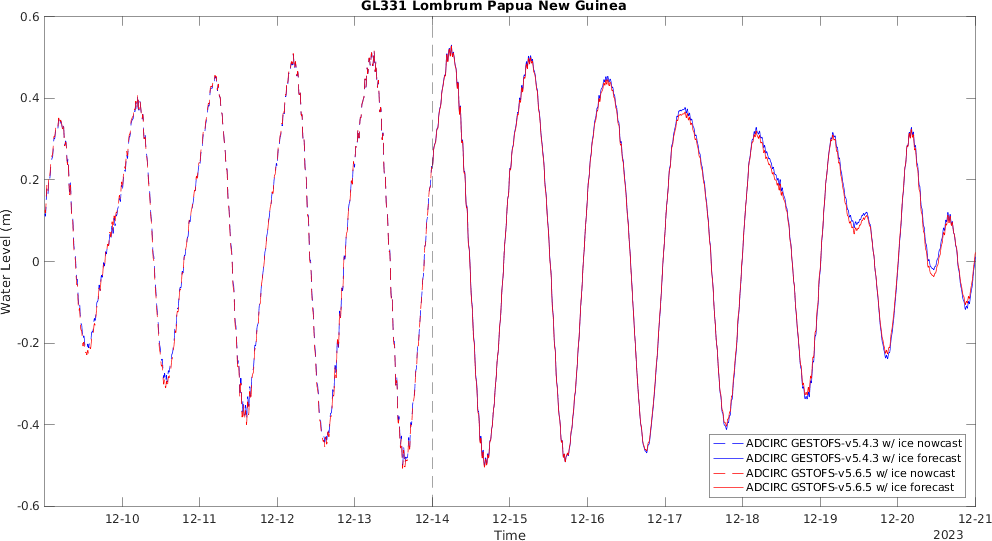 GL331 Lombrum Papua New Guinea
0.6
0.4
0.2
0
-0.2
-0.4
-0.6
Water Level (m)
ADCIRC GESTOFS-v5.4.3 w/ ice nowcast
ADCIRC GESTOFS-v5.4.3 w/ ice forecast
ADCIRC GSTOFS-v5.6.5 w/ ice nowcast
ADCIRC GSTOFS-v5.6.5 w/ ice forecast
12-10 12-11 12-12 12-13 12-14 12-15 12-16 12-17 12-18 12-19 12-20 12-21
Time
2023